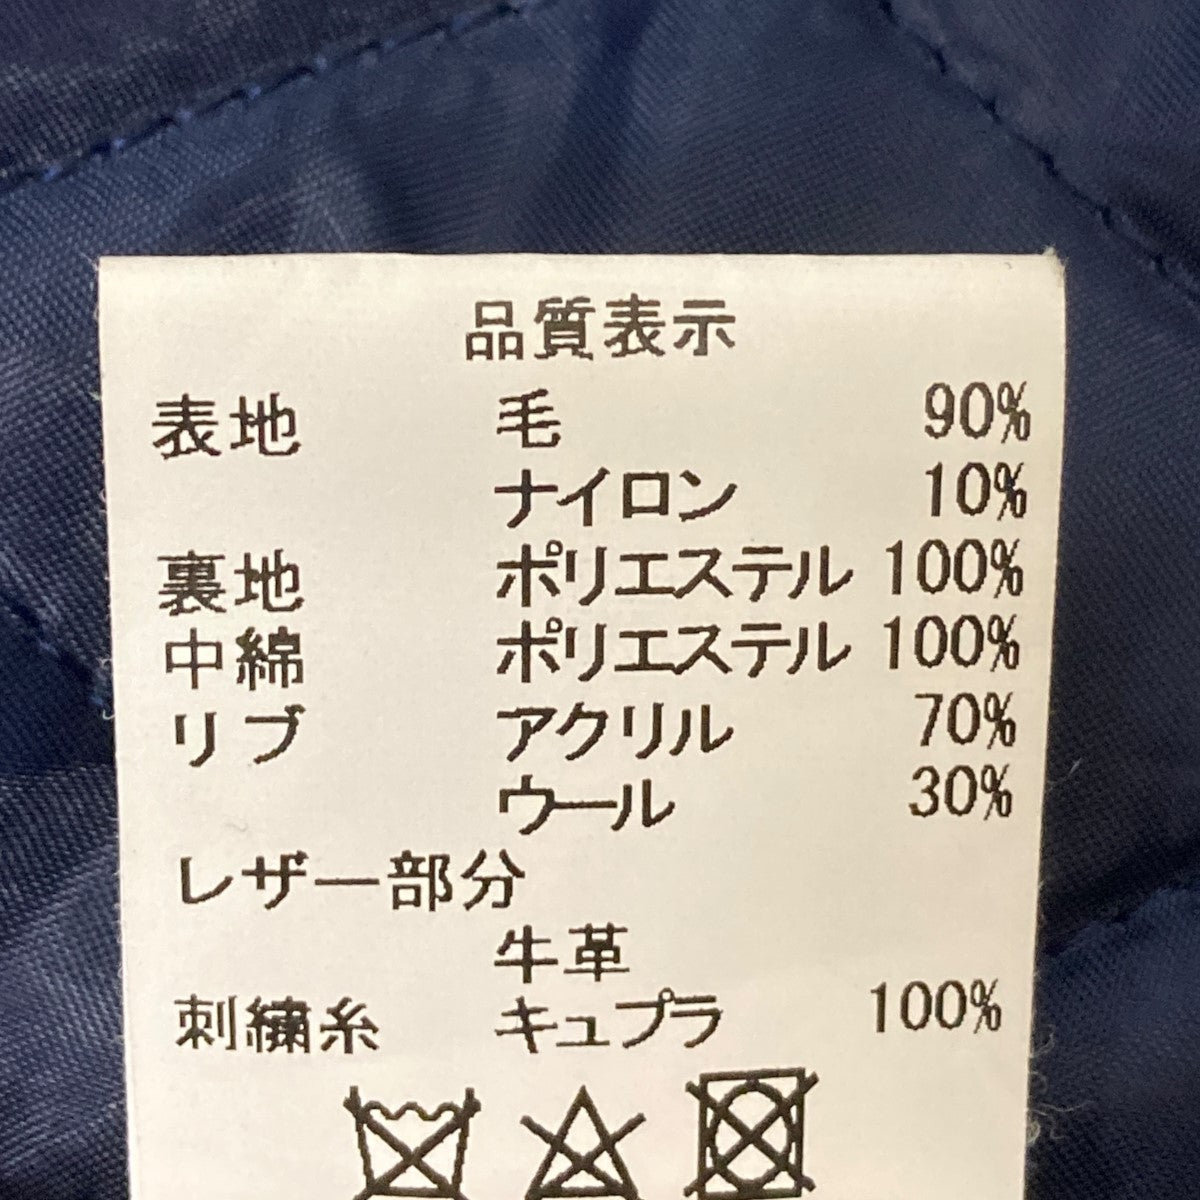 品質表示
表地 毛 90%
ナイロン 10%
裏地 ポリエステル 100%
中綿 ポリエステル 100%
リブ アクリル 70%
ウール 30%
レザー部分
牛革
刺繍糸 キュプラ 100%